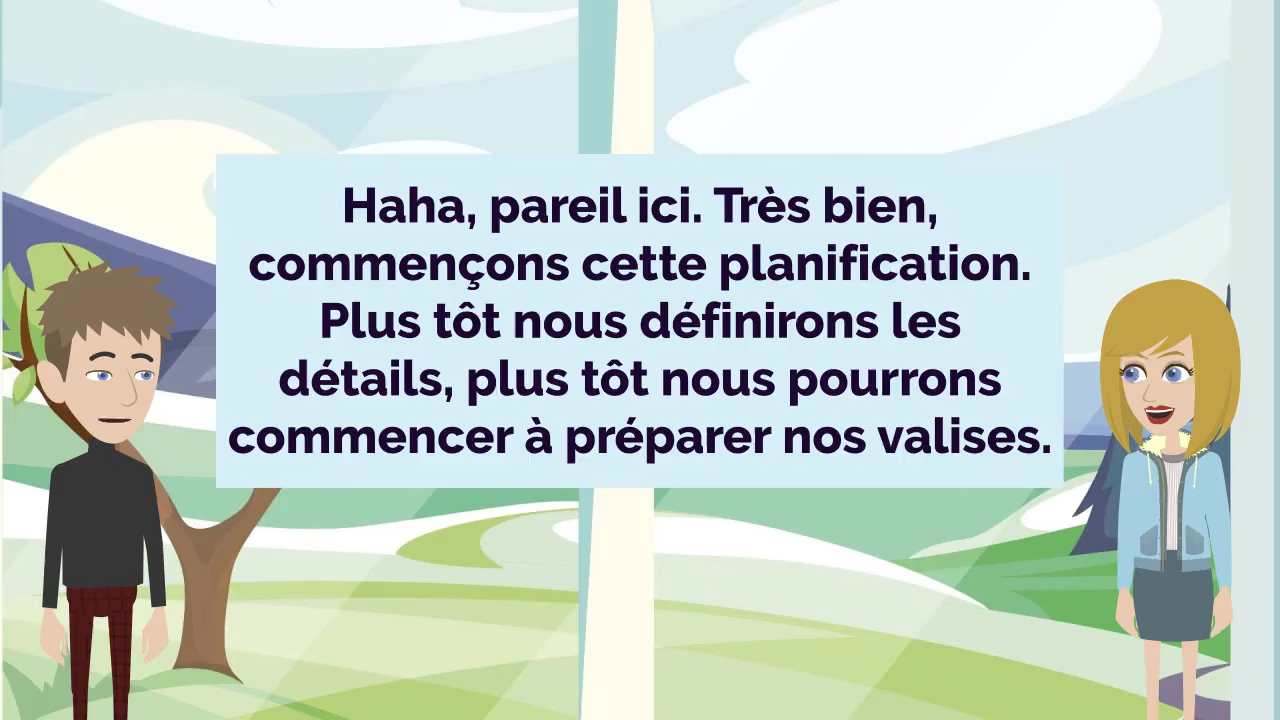 Haha, pareil ici. Très bien,
commençons cette planification.
Plus tôt nous définirons les
détails, plus tôt nous pourrons
commencer à préparer nos valises.